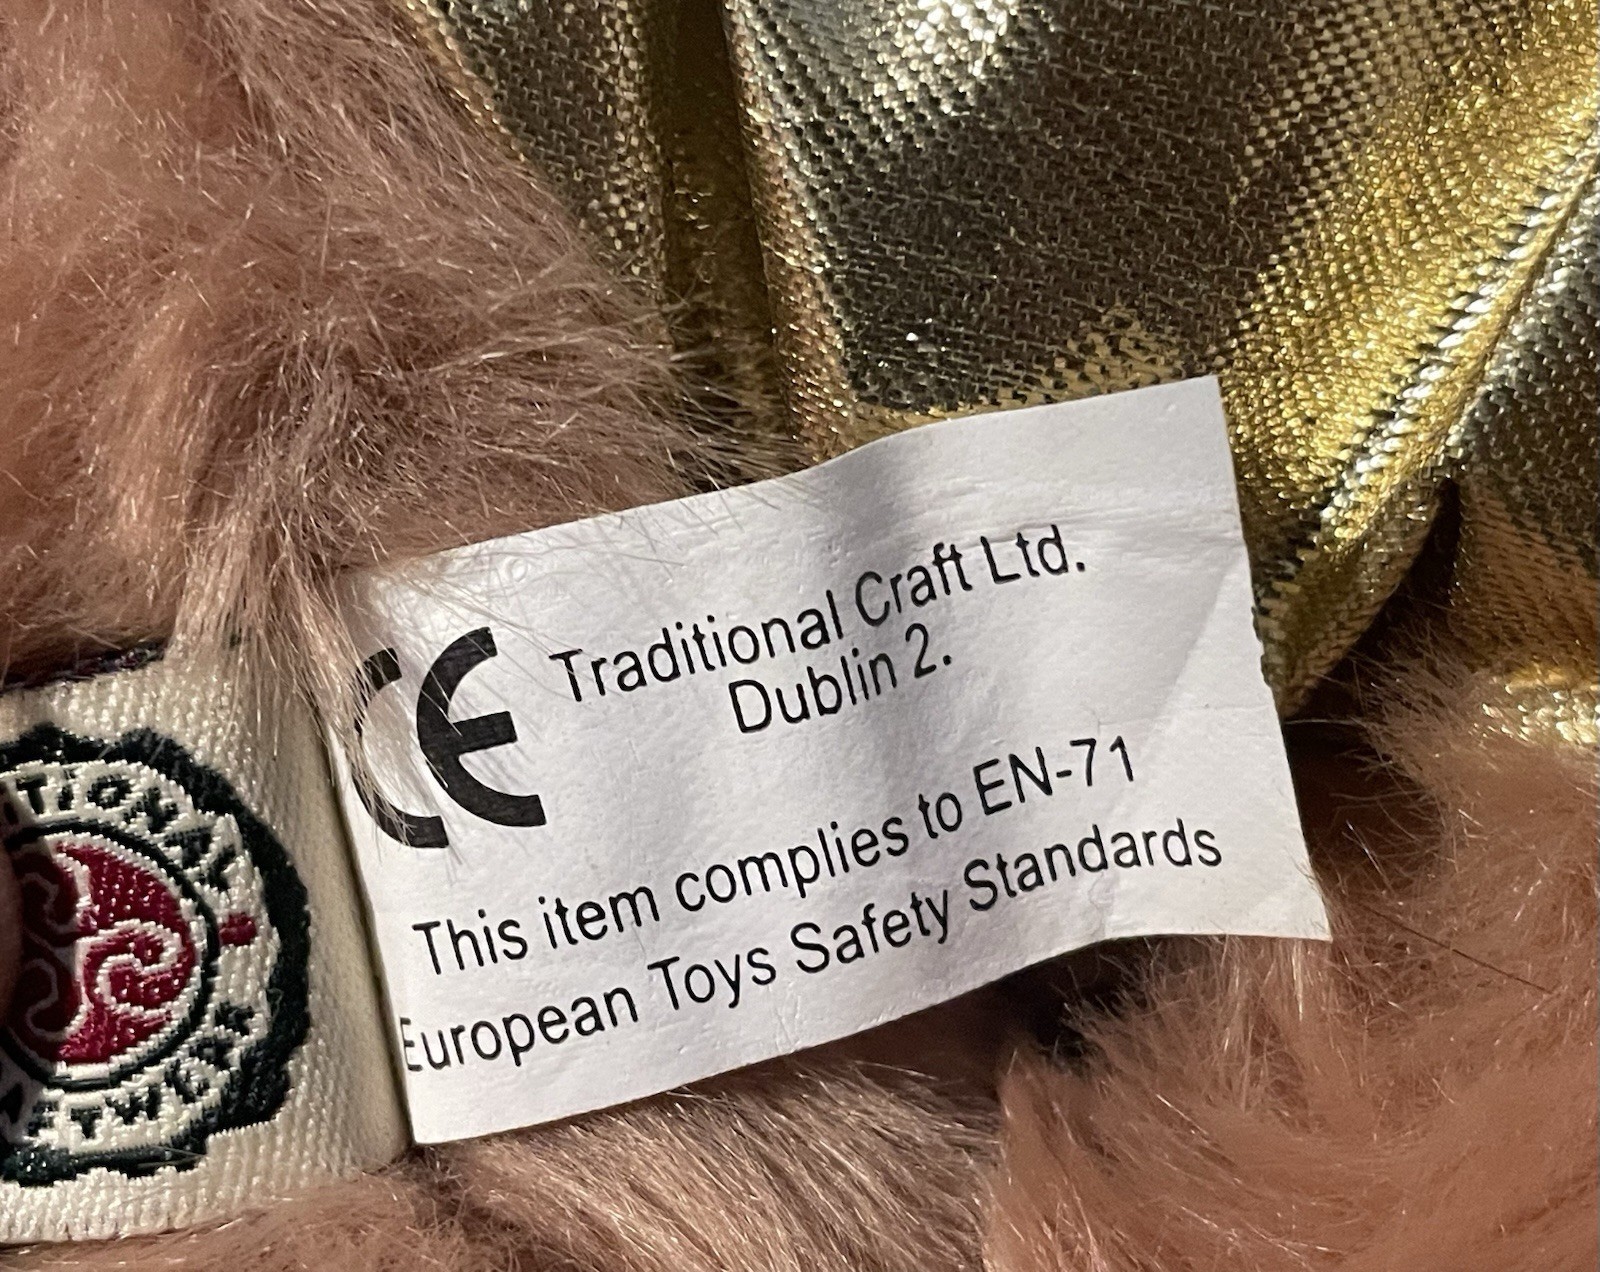 CE
Traditional Craft Ltd.
Dublin 2.
This item complies to EN-71
European Toys Safety Standards